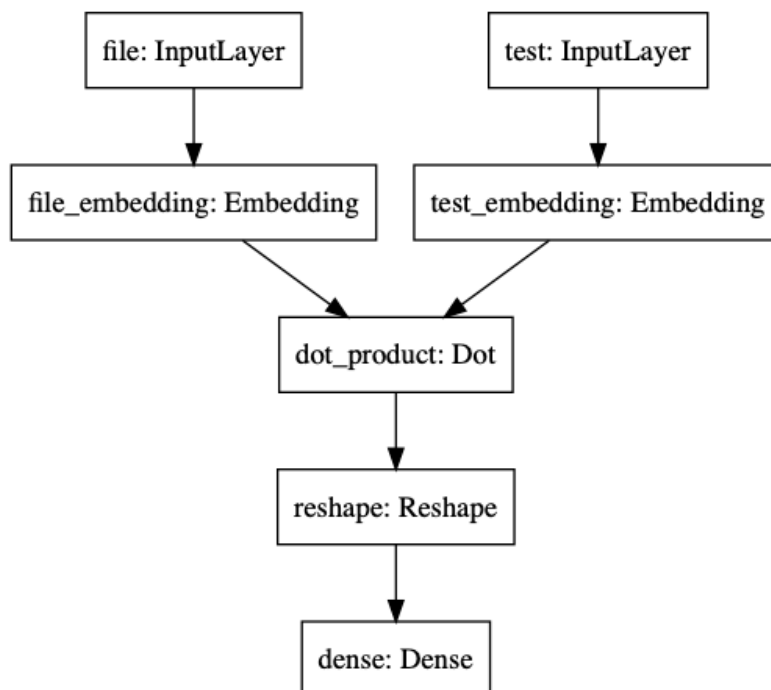 file: InputLayer
test: InputLayer
file_embedding: Embedding
test_embedding: Embedding
dot_product: Dot
reshape: Reshape
dense: Dense